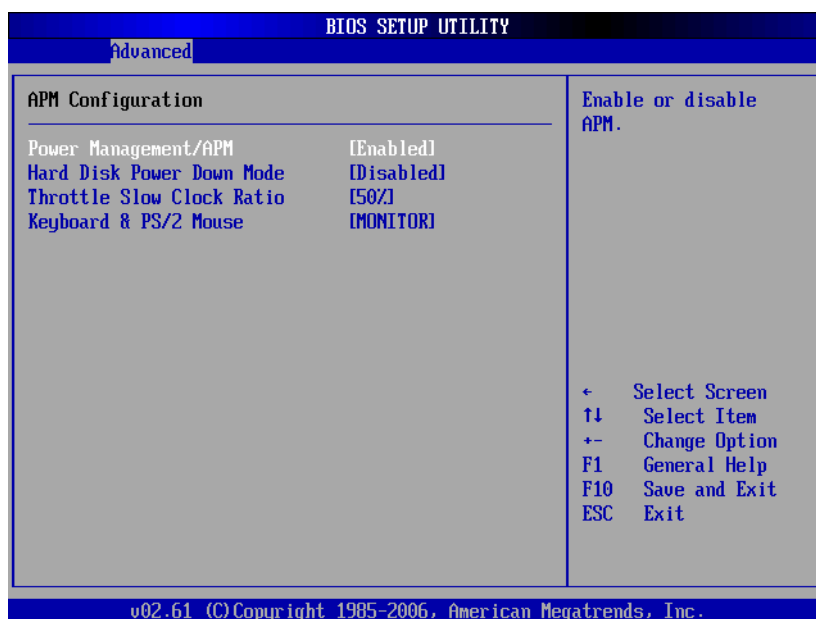 BIOS SETUP UTILITY
Advanced
APM Configuration
Power Management/APM [Enabled]
Hard Disk Power Down Mode [Disabled]
Throttle Slow Clock Ratio [50%]
Keyboard & PS/2 Mouse [MONITOR]
Enable or disable
APM.
← Select Screen
↑↓ Select Item
+- Change Option
F1 General Help
F10 Save and Exit
ESC Exit
v02.61 (C)Copyright 1985-2006, American Megatrends, Inc.